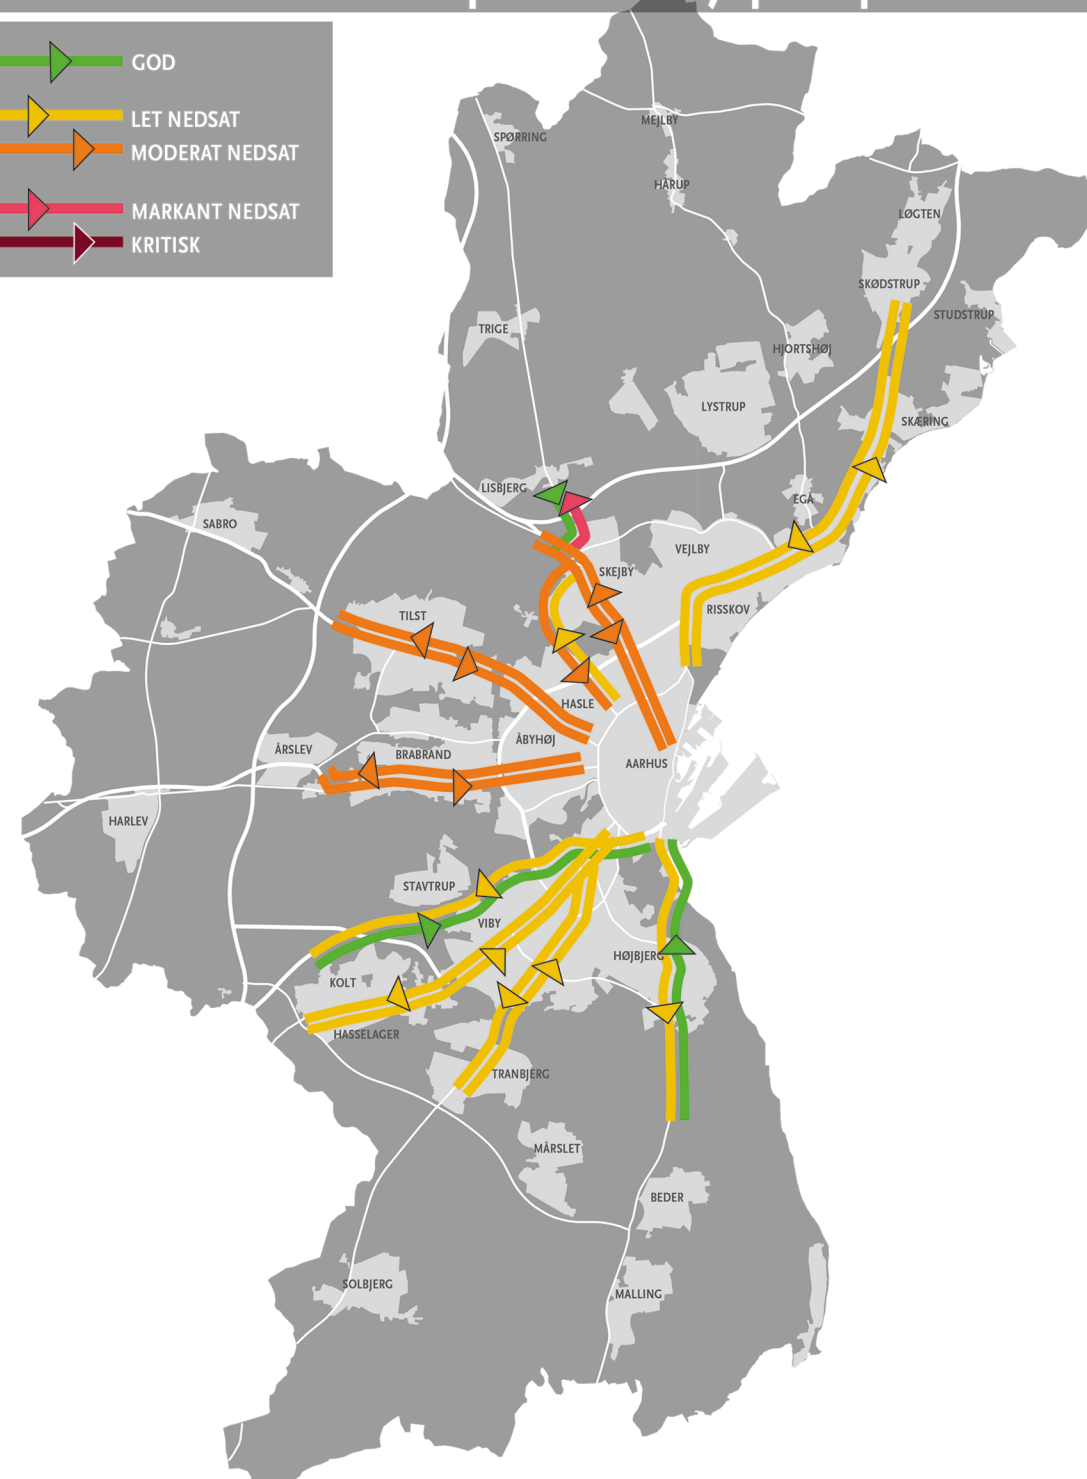 GOD
LET NEDSAT
MODERAT NEDSAT
MARKANT NEDSAT
KRITISK
MEJLBY
SPØRRING
HÅRUP
LØGTEN
SKØDSTRUP
STUDSTRUP
TRIGE
HJORTSHØJ
LYSTRUP
SKÆRING
LISBJERG
EGÅ
SABRO
VEJLBY
SKEJBY
RISSKOV
TILST
HASLE
ÅBYHØJ
ÅRSLEV
BRABRAND
AARHUS
HARLEV
STAVTRUP
VIBY
HØJBJERG
KOLT
HASSELAGER
TRANBJERG
MÅRSLET
BEDER
SOLBJERG
MALLING